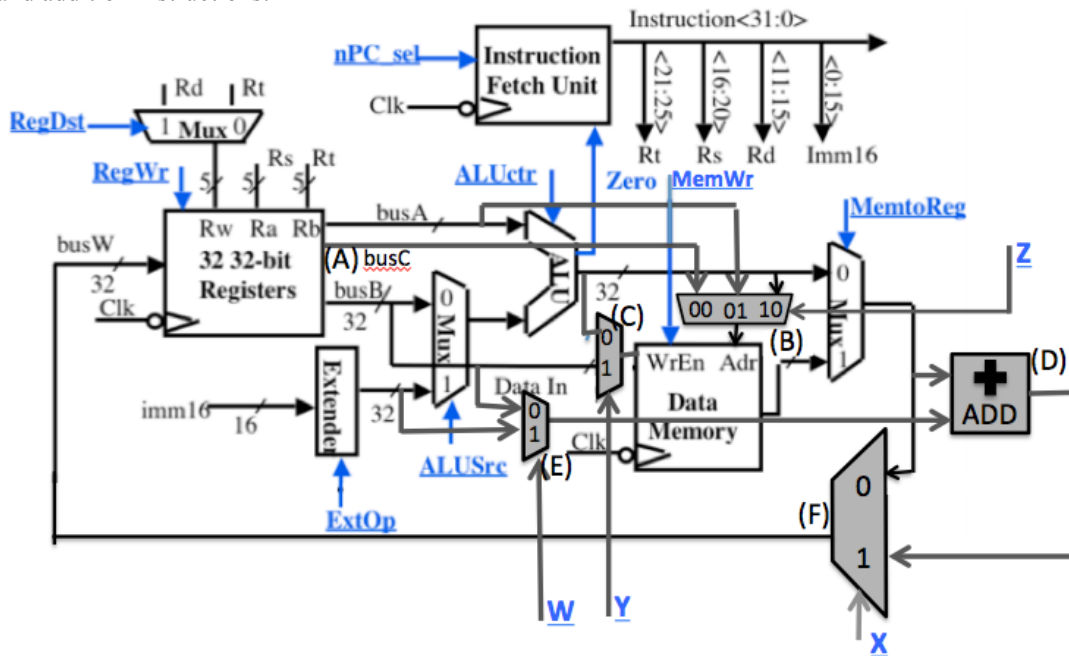 and addition instructions.
Instruction<31:0>
nPC_sel
Instruction
Fetch Unit
Clk
<21:25>
<16:20>
<11:15>
<0:15>
Rt
Rs
Rd
Imm16
Rd
Rt
RegDst
1 Mux 0
RegWr
5
5
5
Rs
Rt
ALUctr
Zero
MemWr
MemtoReg
busA
Rw Ra Rb
busW
32
32 32-bit
Registers
(A) busC
busB
32
Clk
ALU
32
0
Mux
1
(C)
0
1
00 01 10
(B)
Z
0
Mux
1
WrEn Adr
Data In
Data
Memory
Clk
ADD
(D)
imm16
16
Extender
32
0
1
(E)
ALUSrc
ExtOp
(F)
0
1
W
Y
X